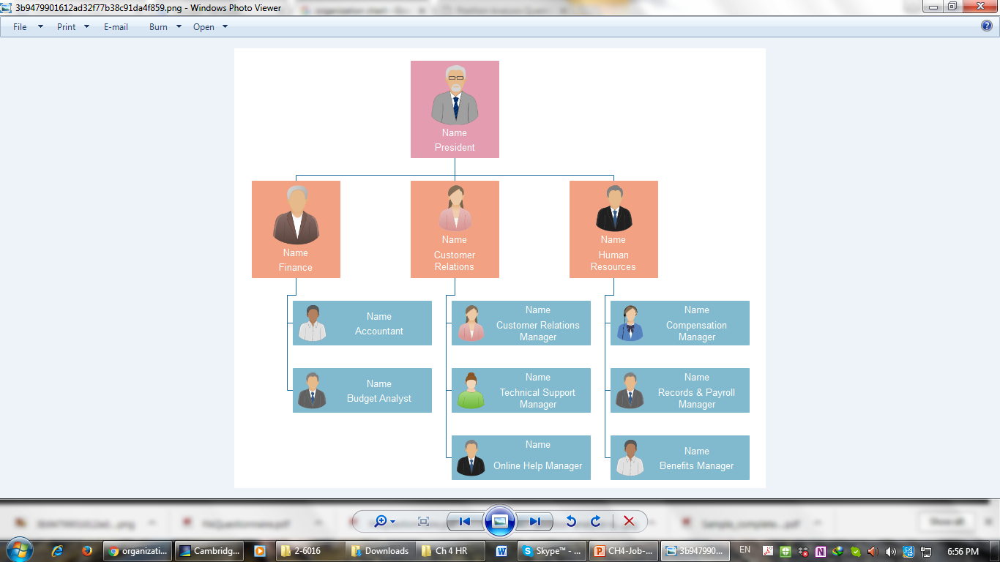 3b9479901612ad32f77b38c91da4f859.png - Windows Photo Viewer
File Print E-mail Burn Open
Name
President
Name
Finance
Name
Customer
Relations
Name
Human
Resources
Name
Accountant
Name
Budget Analyst
Name
Customer Relations
Manager
Name
Technical Support
Manager
Name
Online Help Manager
Name
Compensation
Manager
Name
Records & Payroll
Manager
Name
Benefits Manager
organizati... Cambridg... 2-6016 Downloads Ch 4 HR Skype™ - ... CH4-Job-... 3b947990... EN 6:56 PM